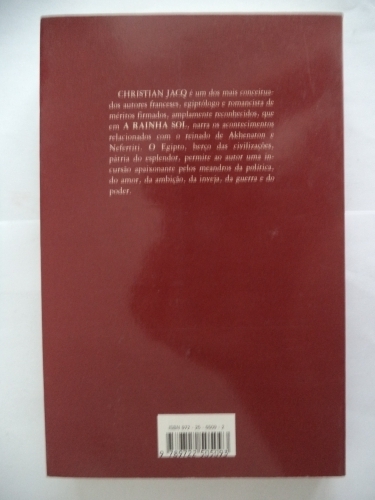 CHRISTIAN JACQ é um dos mais conceitua-
dos autores franceses, egiptólogo e romancista de
méritos firmados, amplamente reconhecidos, que
em A RAINHA SOL, narra os acontecimentos
relacionados com o reinado de Akhenaton e
Nefertiti. O Egipto, berço das civilizações,
pátria do esplendor, permite ao autor uma in-
cursão apaixonante pelos meandros da política,
do amor, da ambição, da inveja, da guerra e do
poder.